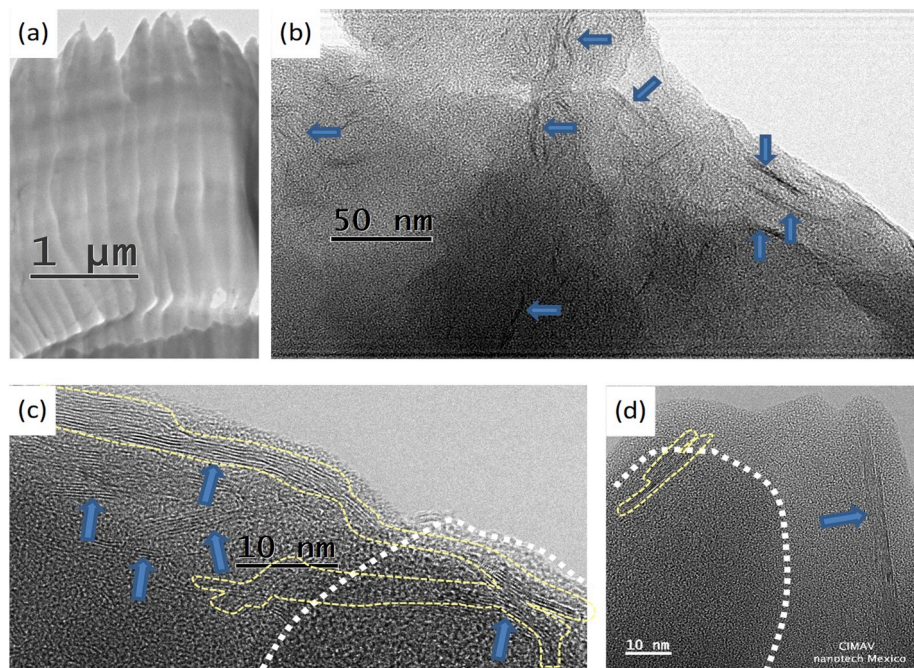 (a)
1 µm
(b)
50 nm
(c)
10 nm
(d)
10 nm
CIMAV
nanotech Mexico